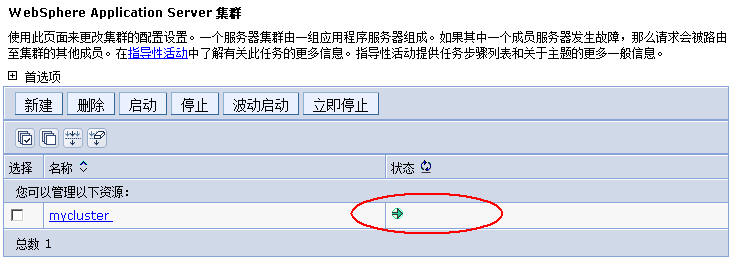 WebSphere Application Server 集群
使用此页面来更改集群的配置设置。一个服务器集群由一组应用程序服务器组成。如果其中一个成员服务器发生故障，那么请求会被路由
至集群的其他成员。在指导性活动中了解有关此任务的更多信息。指导性活动提供任务步骤列表和关于主题的更多一般信息。
首选项
新建 删除 启动 停止 波动启动 立即停止
选择 名称 状态
您可以管理以下资源：
mycluster
总数 1